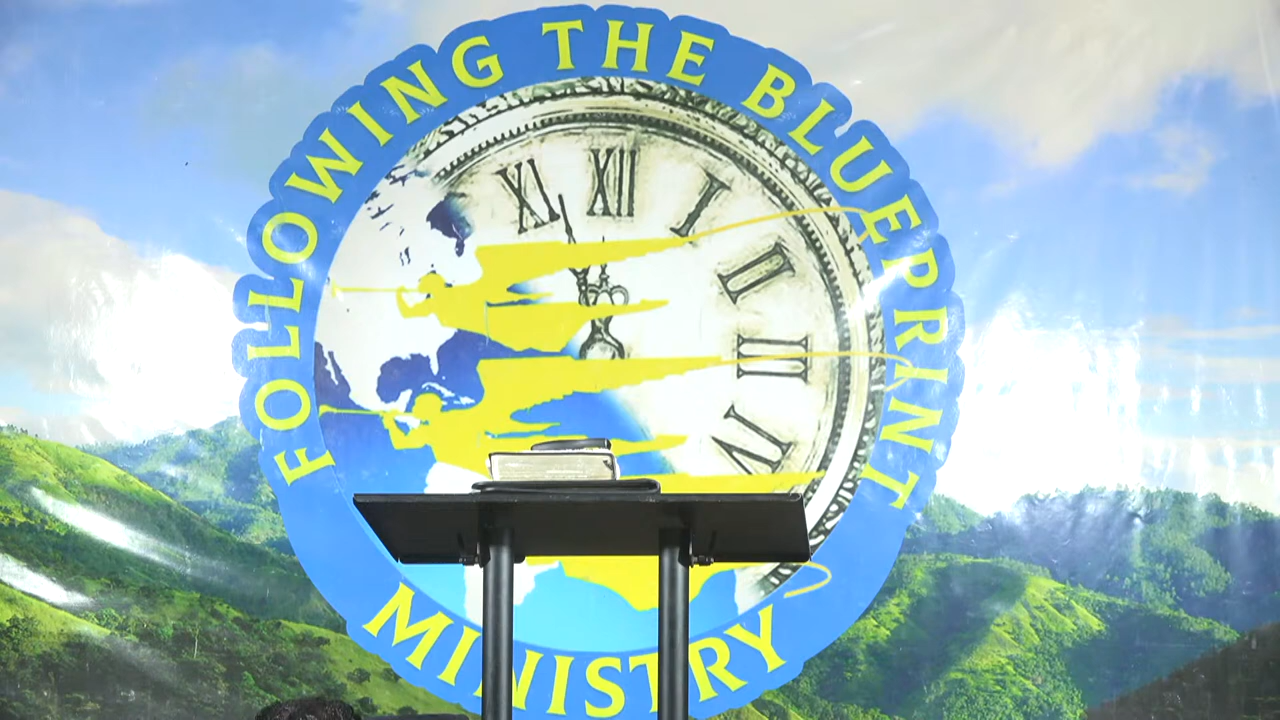 FOLLOWING THE BLUEPRINT
MINISTRY
XI
XII
I
II
III
IV